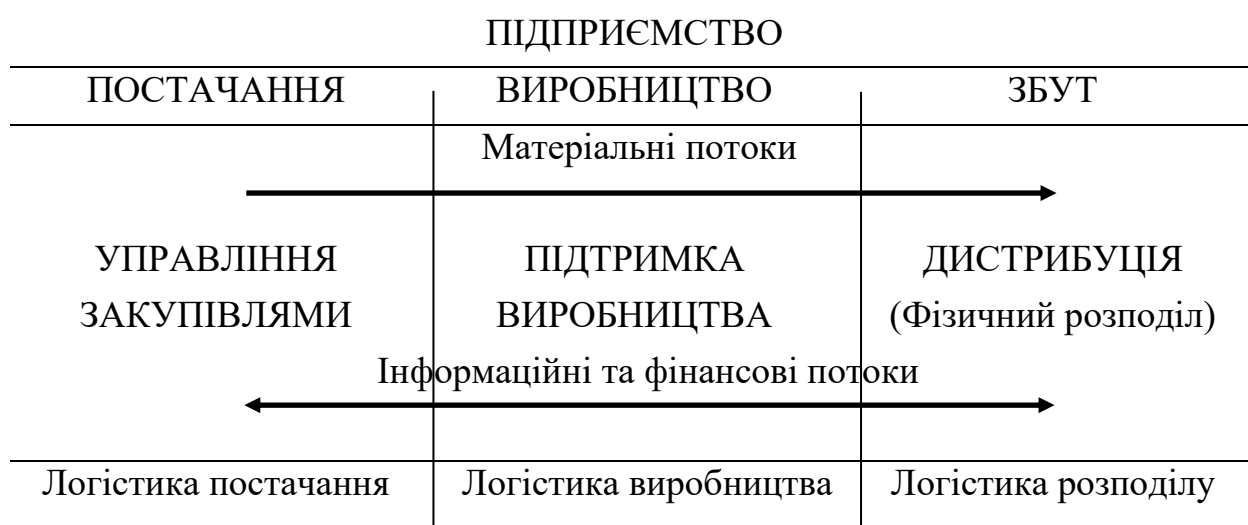 ПІДПРИЄМСТВО
ПОСТАЧАННЯ ВИРОБНИЦТВО ЗБУТ
Матеріальні потоки
УПРАВЛІННЯ ПІДТРИМКА ДИСТРИБУЦІЯ
ЗАКУПІВЛЯМИ ВИРОБНИЦТВА (Фізичний розподіл)
Інформаційні та фінансові потоки
Логістика постачання Логістика виробництва Логістика розподілу